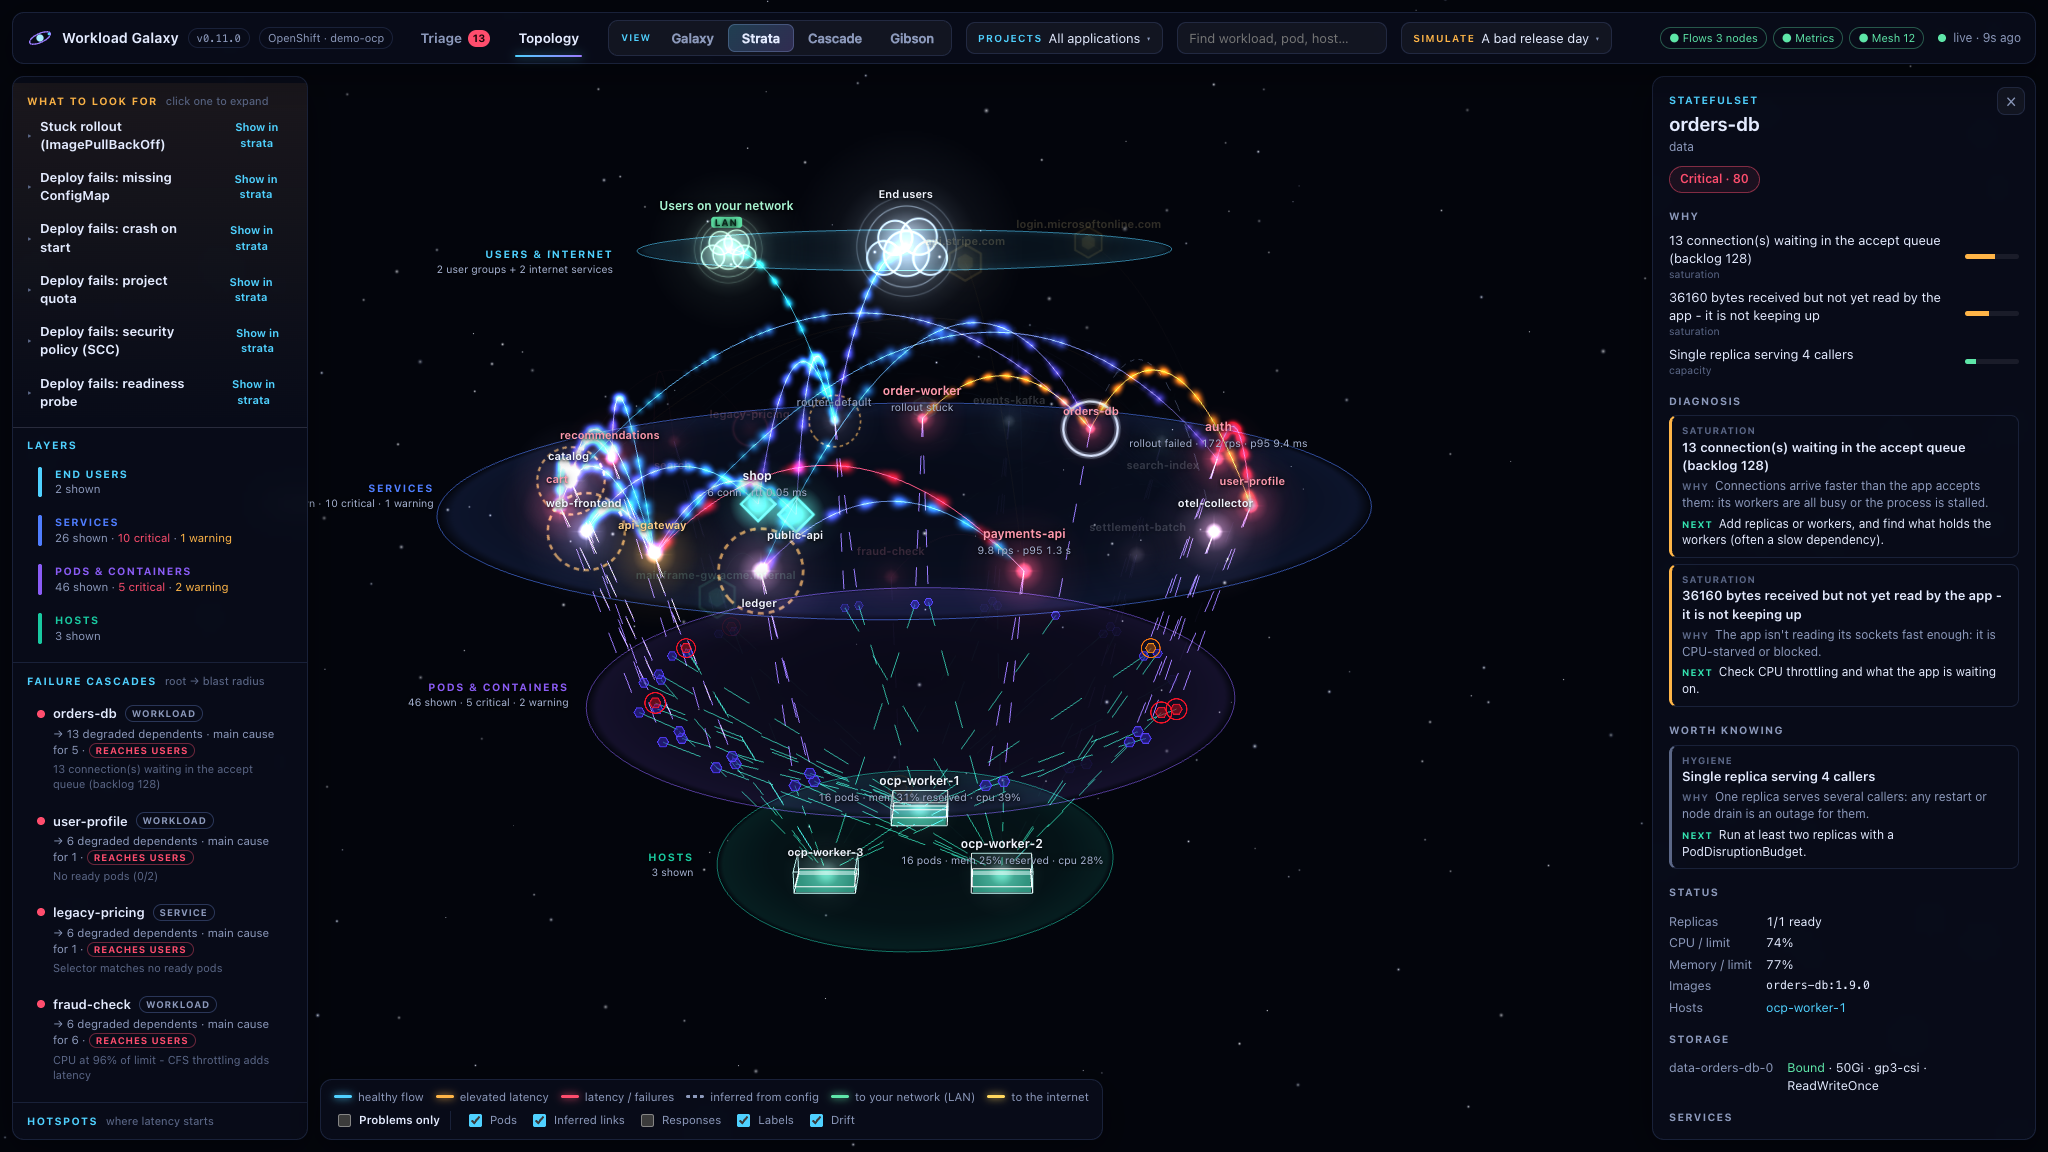 Workload Galaxy
v0.11.0
OpenShift · demo-ocp
Triage 13
Topology
VIEW
Galaxy
Strata
Cascade
Gibson
PROJECTS All applications
Find workload, pod, host…
SIMULATE A bad release day
Flows 3 nodes
Metrics
Mesh 12
live · 9s ago
WHAT TO LOOK FOR click one to expand
Stuck rollout
(ImagePullBackOff)
Show in
strata
Deploy fails: missing
ConfigMap
Show in
strata
Deploy fails: crash on
start
Show in
strata
Deploy fails: project
quota
Show in
strata
Deploy fails: security
policy (SCC)
Show in
strata
Deploy fails: readiness
probe
Show in
strata
LAYERS
END USERS
2 shown
SERVICES
26 shown · 10 critical · 1 warning
PODS & CONTAINERS
46 shown · 5 critical · 2 warning
HOSTS
3 shown
FAILURE CASCADES root → blast radius
orders-db WORKLOAD
→ 13 degraded dependents · main cause
for 5 · REACHES USERS
13 connection(s) waiting in the accept
queue (backlog 128)
user-profile WORKLOAD
→ 6 degraded dependents · main cause
for 1 · REACHES USERS
No ready pods (0/2)
legacy-pricing SERVICE
→ 6 degraded dependents · main cause
for 1 · REACHES USERS
Selector matches no ready pods
fraud-check WORKLOAD
→ 6 degraded dependents · main cause
for 6 · REACHES USERS
CPU at 96% of limit - CFS throttling adds
latency
HOTSPOTS where latency starts
End users
Users on your network
LAN
login.microsoftonline.com
stripe.com
USERS & INTERNET
2 user groups + 2 internet services
order-worker
rollout stuck
router-default
events-kafka
legacy-pricing
orders-db
auth
rollout failed · 172 rps · p95 9.4 ms
recommendations
catalog
search-index
cart
shop
user-profile
SERVICES
· 10 critical · 1 warning
web-frontend
otel-collector
api-gateway
public-api
payments-api
9.8 rps · p95 1.3 s
settlement-batch
fraud-check
ledger
PODS & CONTAINERS
46 shown · 5 critical · 2 warning
ocp-worker-1
16 pods · mem 31% reserved · cpu 39%
ocp-worker-2
16 pods · mem 25% reserved · cpu 28%
ocp-worker-3
HOSTS
3 shown
healthy flow
elevated latency
latency / failures
inferred from config
to your network (LAN)
to the internet
Problems only
Pods
Inferred links
Responses
Labels
Drift
STATEFULSET
orders-db
data
Critical · 80
WHY
13 connection(s) waiting in the accept queue
(backlog 128)
saturation
36160 bytes received but not yet read by the
app - it is not keeping up
saturation
Single replica serving 4 callers
capacity
DIAGNOSIS
SATURATION
13 connection(s) waiting in the accept queue
(backlog 128)
WHY Connections arrive faster than the app accepts
them: its workers are all busy or the process is stalled.
NEXT Add replicas or workers, and find what holds the
workers (often a slow dependency).
SATURATION
36160 bytes received but not yet read by the app -
it is not keeping up
WHY The app isn't reading its sockets fast enough: it is
CPU-starved or blocked.
NEXT Check CPU throttling and what the app is waiting
on.
WORTH KNOWING
HYGIENE
Single replica serving 4 callers
WHY One replica serves several callers: any restart or
node drain is an outage for them.
NEXT Run at least two replicas with a
PodDisruptionBudget.
STATUS
Replicas 1/1 ready
CPU / limit 74%
Memory / limit 77%
Images orders-db:1.9.0
Hosts ocp-worker-1
STORAGE
data-orders-db-0 Bound · 50Gi · gp3-csi ·
ReadWriteOnce
SERVICES